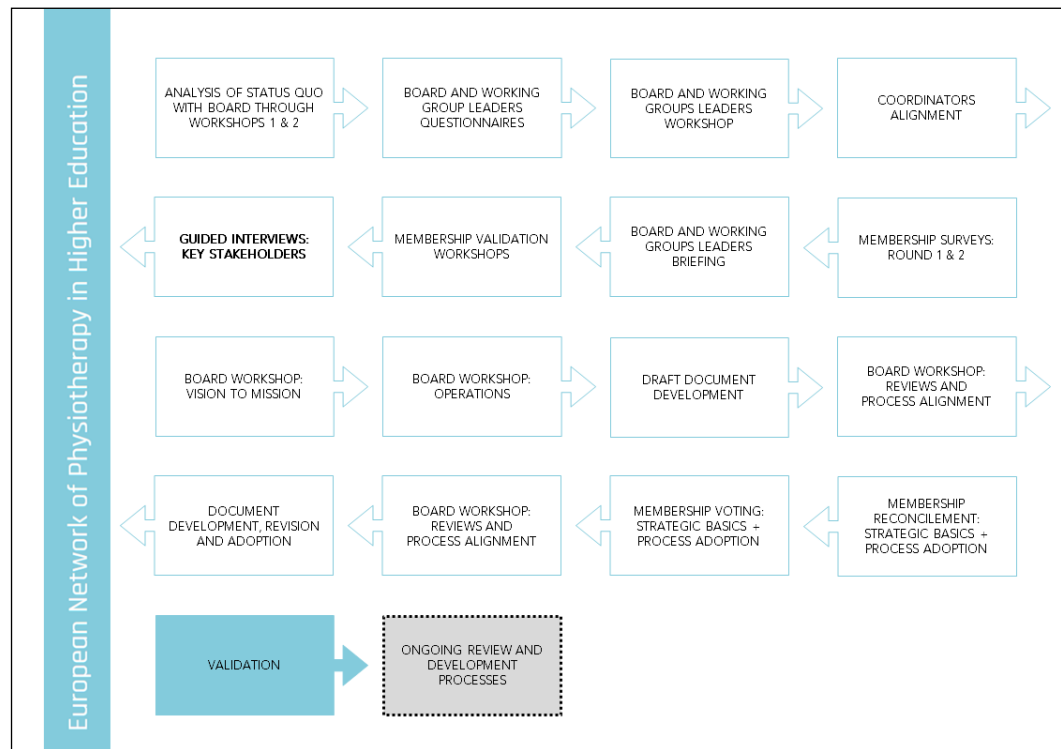 European Network of Physiotherapy in Higher Education
ANALYSIS OF STATUS QUO
WITH BOARD THROUGH
WORKSHOPS 1 & 2
BOARD AND WORKING
GROUP LEADERS
QUESTIONNAIRES
BOARD AND WORKING
GROUPS LEADERS
WORKSHOP
COORDINATORS
ALIGNMENT
GUIDED INTERVIEWS:
KEY STAKEHOLDERS
MEMBERSHIP VALIDATION
WORKSHOPS
BOARD AND WORKING
GROUPS LEADERS
BRIEFING
MEMBERSHIP SURVEYS:
ROUND 1 & 2
BOARD WORKSHOP:
VISION TO MISSION
BOARD WORKSHOP:
OPERATIONS
DRAFT DOCUMENT
DEVELOPMENT
BOARD WORKSHOP:
REVIEWS AND
PROCESS ALIGNMENT
DOCUMENT
DEVELOPMENT, REVISION
AND ADOPTION
BOARD WORKSHOP:
REVIEWS AND
PROCESS ALIGNMENT
MEMBERSHIP VOTING:
STRATEGIC BASICS +
PROCESS ADOPTION
MEMBERSHIP
RECONCILEMENT:
STRATEGIC BASICS +
PROCESS ADOPTION
VALIDATION
ONGOING REVIEW AND
DEVELOPMENT
PROCESSES